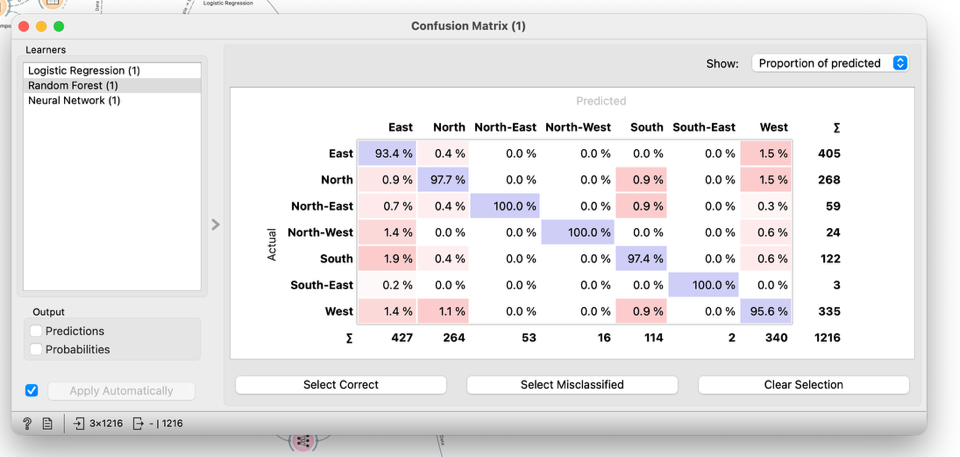 Logistic Regression
Confusion Matrix (1)
Learners
Logistic Regression (1)
Random Forest (1)
Neural Network (1)
Show: Proportion of predicted
Predicted
East North North-East North-West South South-East West Σ
East 93.4 % 0.4 % 0.0 % 0.0 % 0.0 % 0.0 % 1.5 % 405
North 0.9 % 97.7 % 0.0 % 0.0 % 0.9 % 0.0 % 1.5 % 268
North-East 0.7 % 0.4 % 100.0 % 0.0 % 0.9 % 0.0 % 0.3 % 59
Actual
North-West 1.4 % 0.0 % 0.0 % 100.0 % 0.0 % 0.0 % 0.6 % 24
South 1.9 % 0.4 % 0.0 % 0.0 % 97.4 % 0.0 % 0.6 % 122
South-East 0.2 % 0.0 % 0.0 % 0.0 % 0.0 % 100.0 % 0.0 % 3
West 1.4 % 1.1 % 0.0 % 0.0 % 0.9 % 0.0 % 95.6 % 335
Σ 427 264 53 16 114 2 340 1216
Output
Predictions
Probabilities
Apply Automatically
Select Correct Select Misclassified Clear Selection
? 3×1216 - | 1216